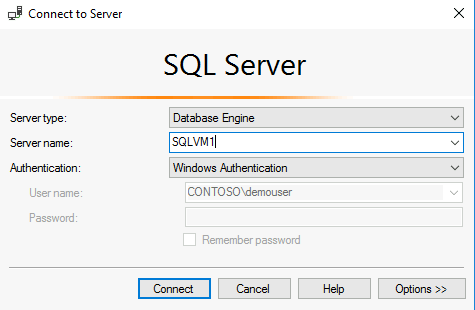 Connect to Server
SQL Server
Server type: Database Engine
Server name: SQLVM1
Authentication: Windows Authentication
User name: CONTOSO\demouser
Password:
Remember password
Connect Cancel Help Options >>